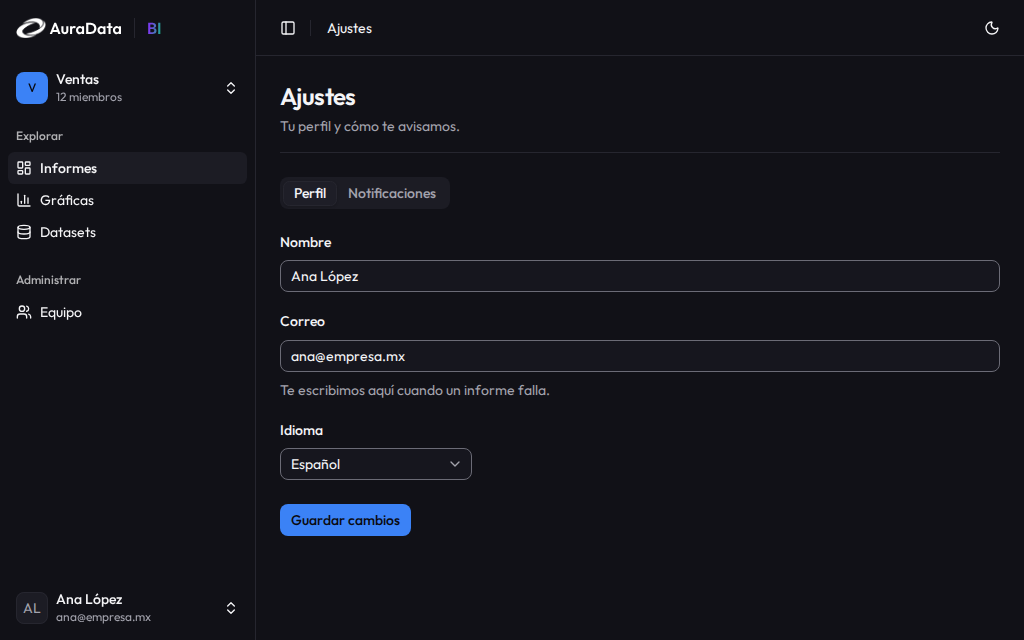 AuraData BI
Ventas
12 miembros
Explorar
Informes
Gráficas
Datasets
Administrar
Equipo
AL
Ana López
ana@empresa.mx
Ajustes
Ajustes
Tu perfil y cómo te avisamos.
Perfil Notificaciones
Nombre
Ana López
Correo
ana@empresa.mx
Te escribimos aquí cuando un informe falla.
Idioma
Español
Guardar cambios
V